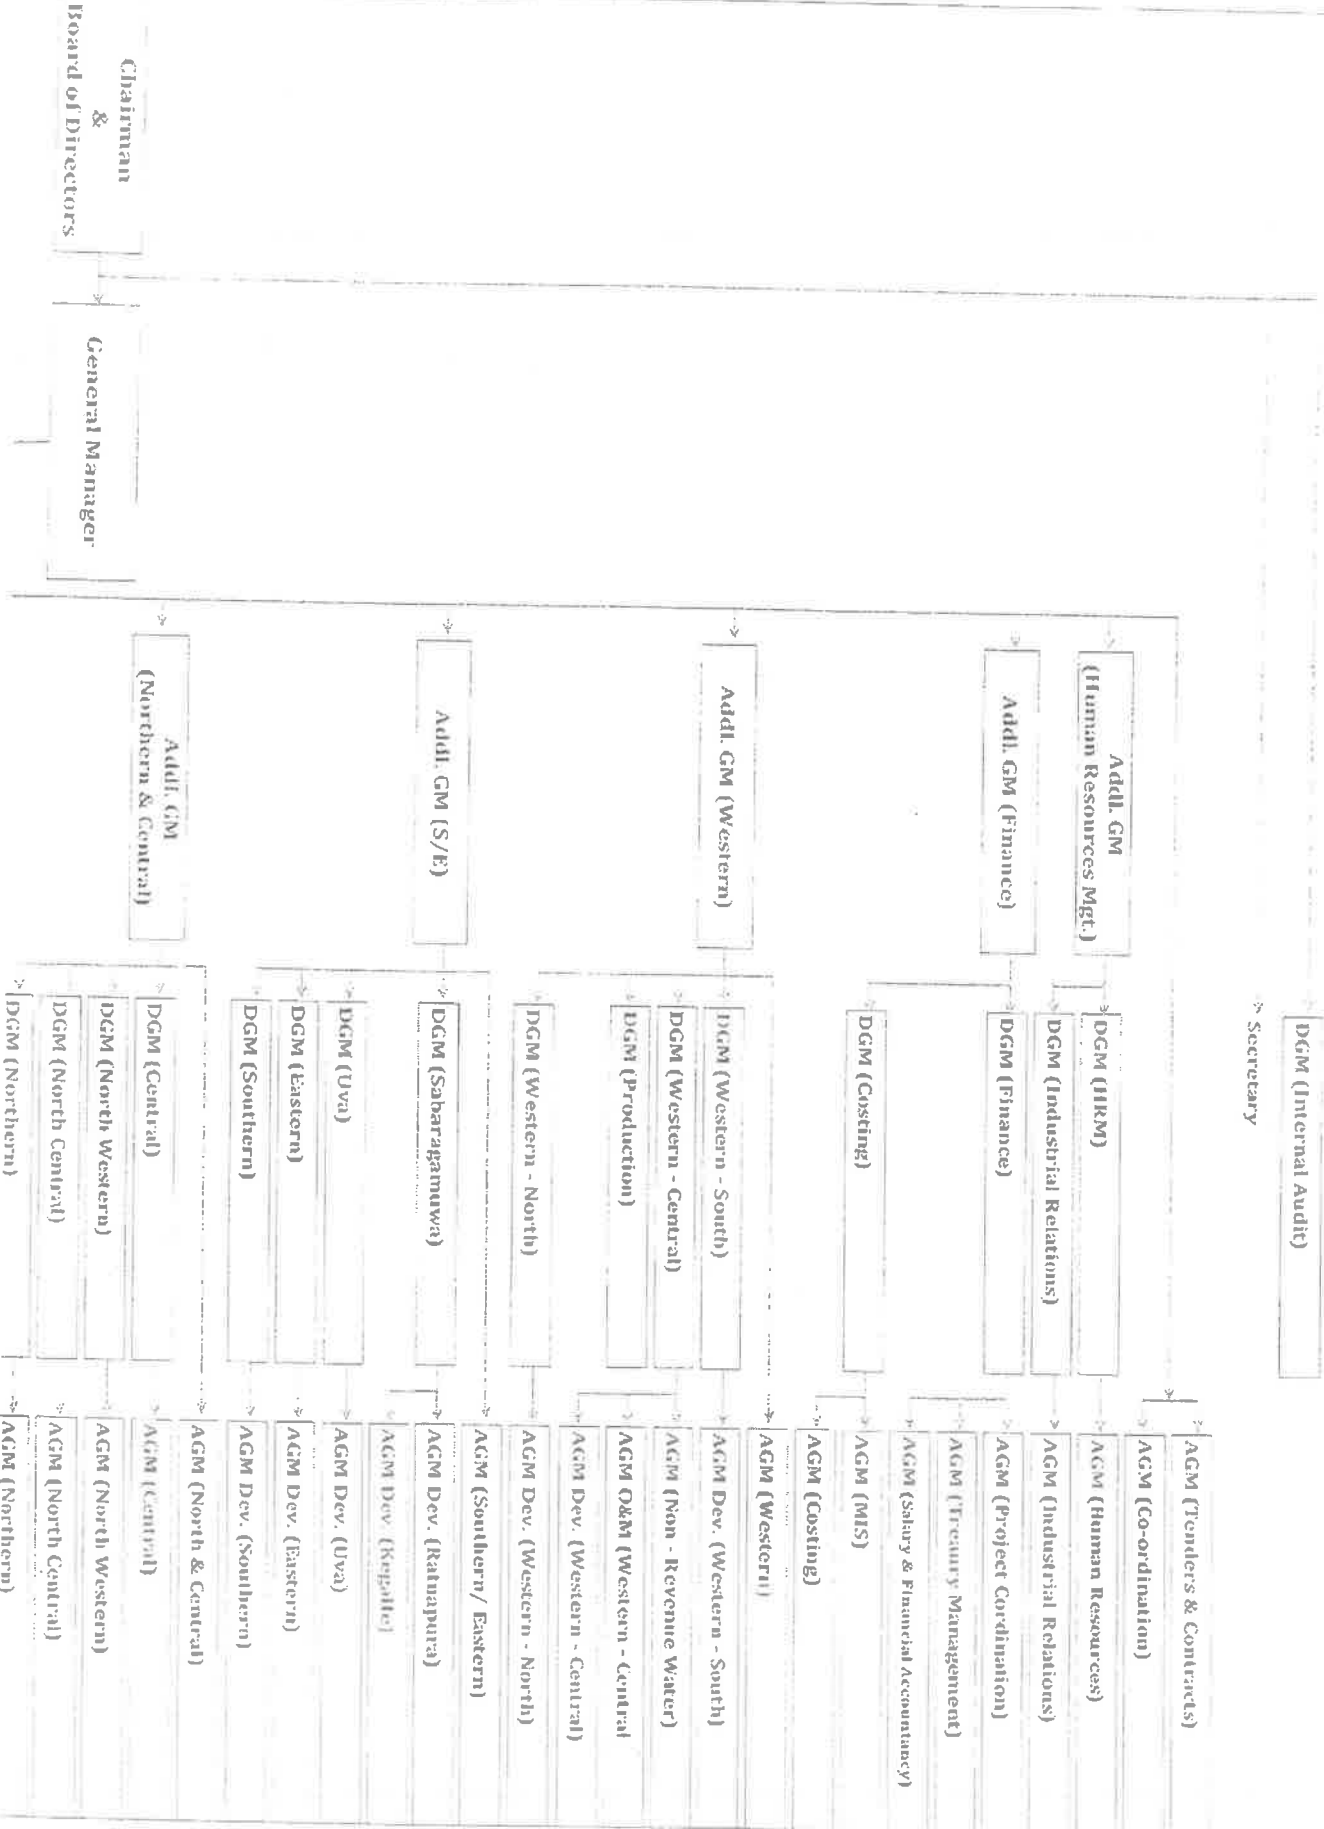 DGM (Internal Audit)
Secretary
Chairman
&
Board of Directors
General Manager
Addl. GM
(Human Resources Mgt.)
Addl. GM (Finance)
Addl. GM (Western)
Addl. GM (S/E)
Addl. GM
(Northern & Central)
DGM (HRM)
DGM (Industrial Relations)
DGM (Finance)
DGM (Costing)
DGM (Western - South)
DGM (Western - Central)
DGM (Production)
DGM (Western - North)
DGM (Sabaragamuwa)
DGM (Uva)
DGM (Eastern)
DGM (Southern)
DGM (Central)
DGM (North Western)
DGM (North Central)
DGM (Northern)
AGM (Tenders & Contracts)
AGM (Co-ordination)
AGM (Human Resources)
AGM (Industrial Relations)
AGM (Project Cordination)
AGM (Treasury Management)
AGM (Salary & Financial Accountancy)
AGM (MIS)
AGM (Costing)
AGM (Western)
AGM Dev. (Western - South)
AGM (Non - Revenue Water)
AGM O&M (Western - Central
AGM Dev. (Western - Central)
AGM Dev. (Western - North)
AGM (Southern/ Eastern)
AGM Dev. (Ratnapura)
AGM Dev. (Kegalle)
AGM Dev. (Uva)
AGM Dev. (Eastern)
AGM Dev. (Southern)
AGM (North & Central)
AGM (Central)
AGM (North Western)
AGM (North Central)
AGM (Northern)